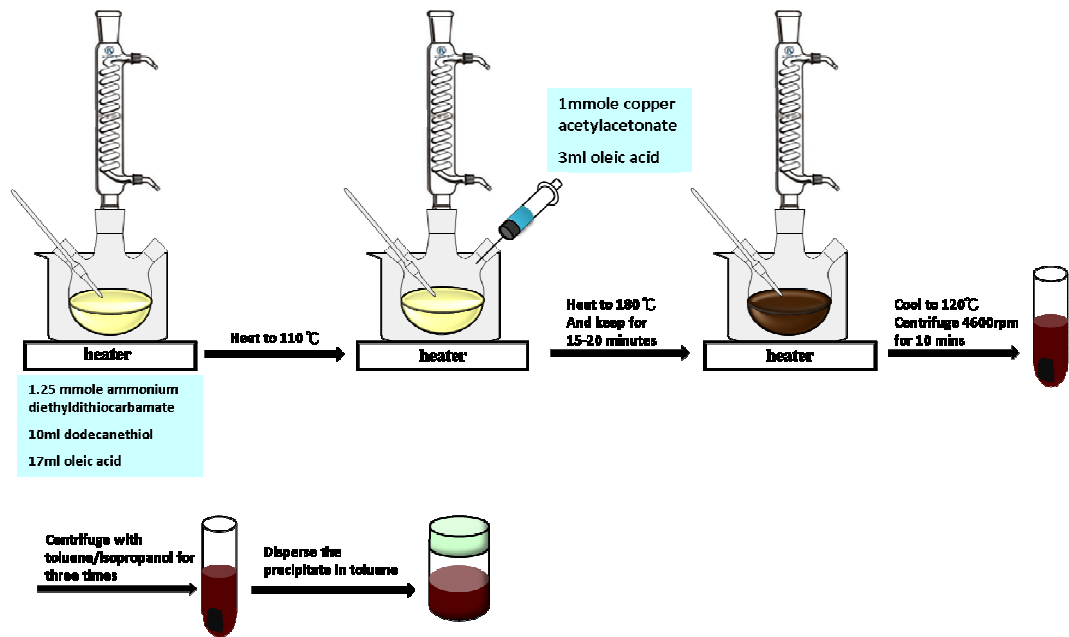 1mmole copper
acetylacetonate
3ml oleic acid
heater
Heat to 110℃
heater
Heat to 180℃
And keep for
15-20 minutes
heater
Cool to 120℃
Centrifuge 4600rpm
for 10 mins
1.25 mmole ammonium
diethyldithiocarbamate
10ml dodecanethiol
17ml oleic acid
Centrifuge with
toluene/isopropanol for
three times
Disperse the
precipitate in toluene